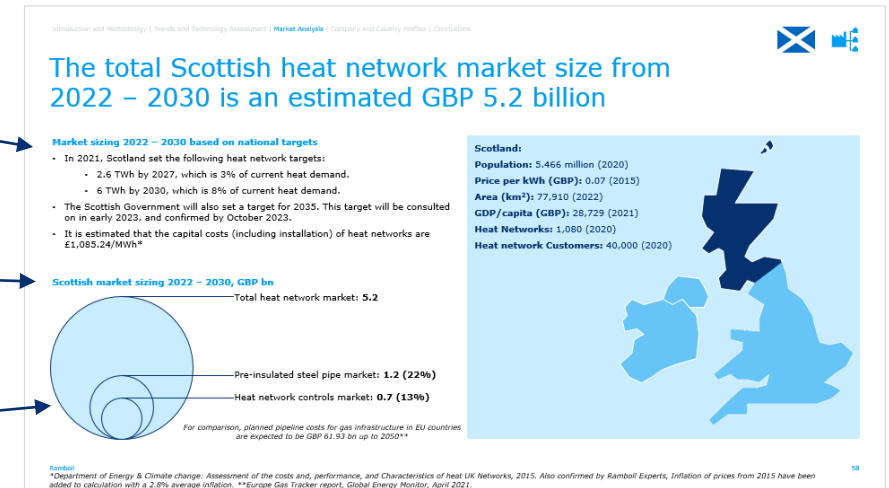 Introduction and Methodology | Trends and Technology Assessment | Market Analysis | Company and Country Profiles | Conclusions
The total Scottish heat network market size from
2022 – 2030 is an estimated GBP 5.2 billion
Market sizing 2022 – 2030 based on national targets
• In 2021, Scotland set the following heat network targets:
• 2.6 TWh by 2027, which is 3% of current heat demand.
• 6 TWh by 2030, which is 8% of current heat demand.
• The Scottish Government will also set a target for 2035. This target will be consulted
on in early 2023, and confirmed by October 2023.
• It is estimated that the capital costs (including installation) of heat networks are
£1,085.24/MWh*
Scottish market sizing 2022 – 2030, GBP bn
Total heat network market: 5.2
Pre-insulated steel pipe market: 1.2 (22%)
Heat network controls market: 0.7 (13%)
For comparison, planned pipeline costs for gas infrastructure in EU countries
are expected to be GBP 61.93 bn up to 2050**
Scotland:
Population: 5.466 million (2020)
Price per kWh (GBP): 0.07 (2015)
Area (km²): 77,910 (2022)
GDP/capita (GBP): 28,729 (2021)
Heat Networks: 1,080 (2020)
Heat network Customers: 40,000 (2020)
Ramboll
58
*Department of Energy & Climate change: Assessment of the costs and, performance, and Characteristics of heat UK Networks, 2015. Also confirmed by Ramboll Experts, Inflation of prices from 2015 have been
added to calculation with a 2.8% average inflation. **Europe Gas Tracker report, Global Energy Monitor, April 2021.